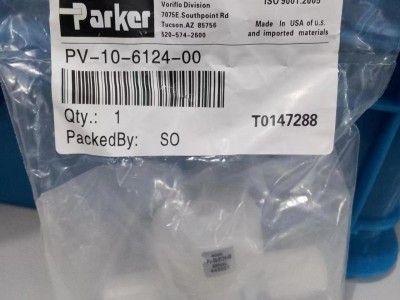 Parker
Veriflo Division
7075E.Southpoint Rd
Tucson,AZ 85756
520-574-2600
ISO 9001:2005
Made in USA of U.S.
and imported materials
PV-10-6124-00
Qty.: 1
T0147288
PackedBy: SO